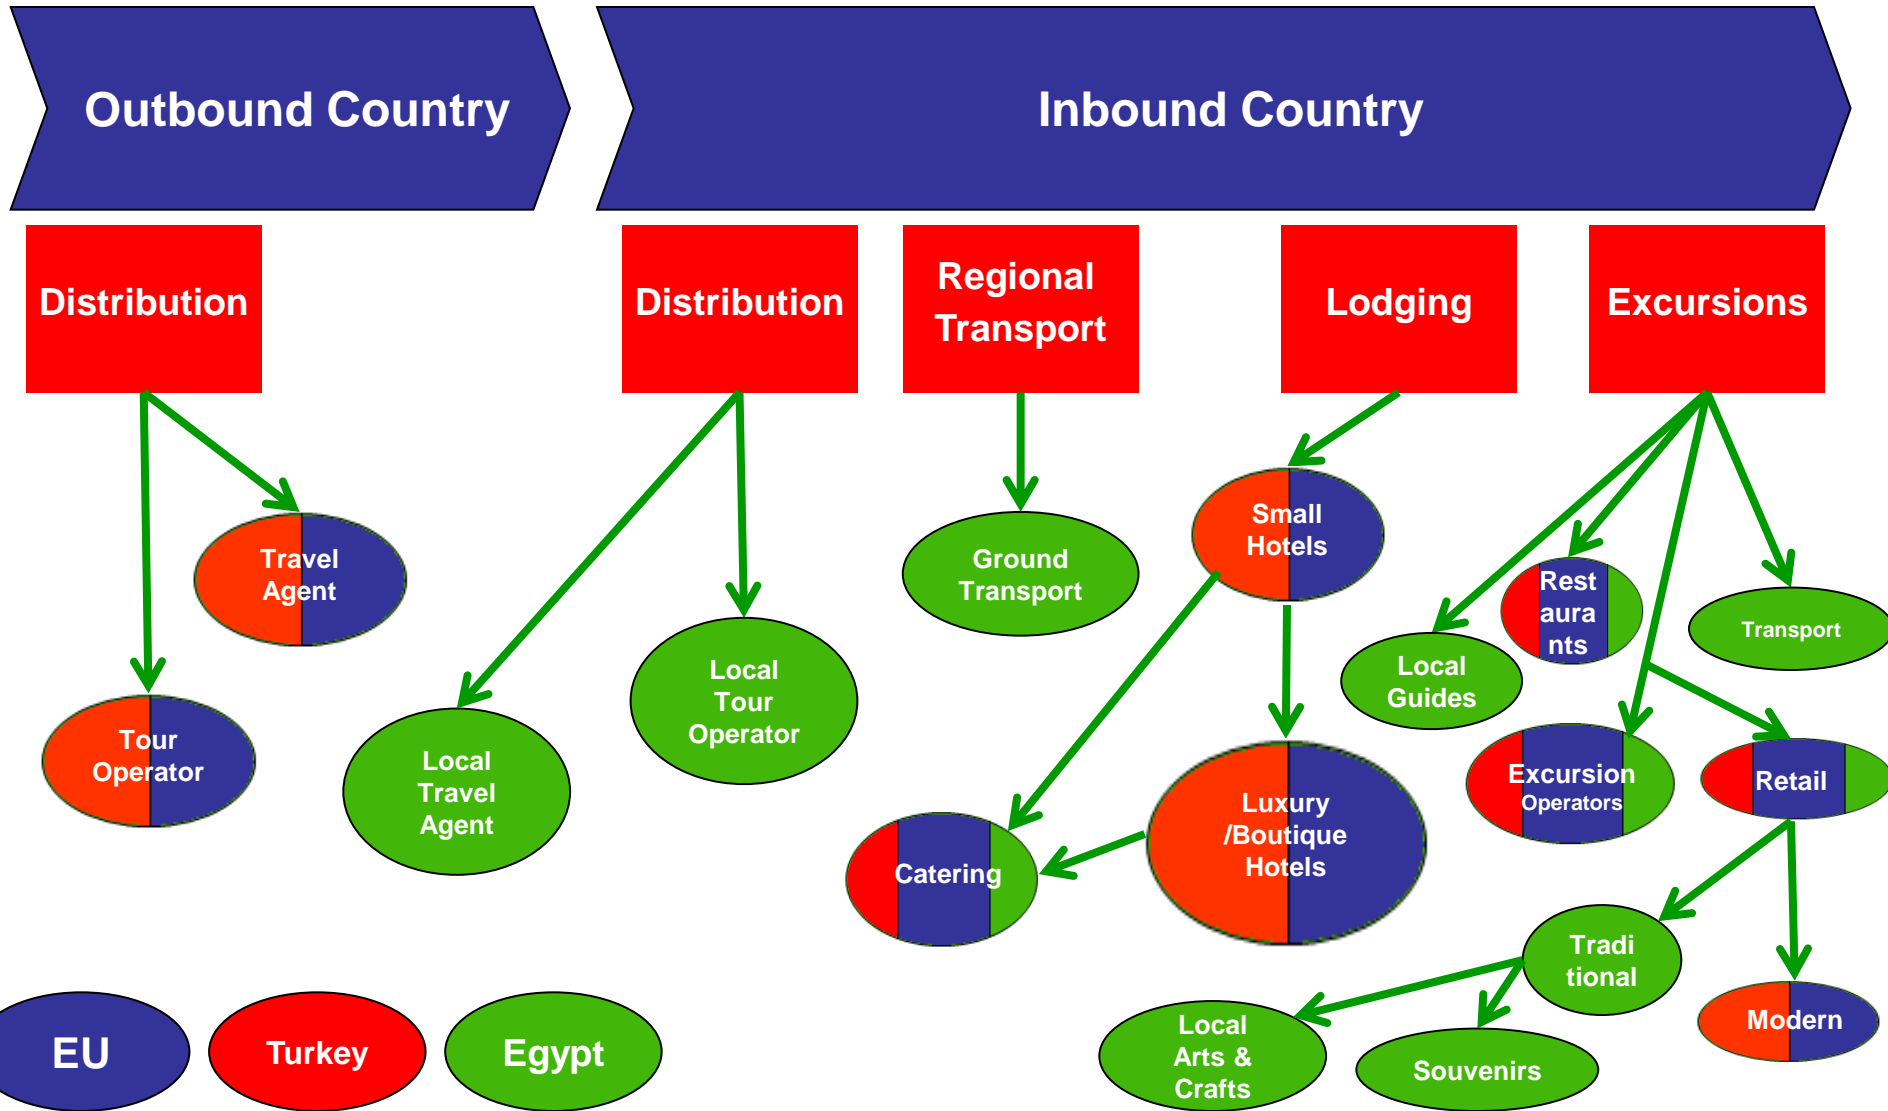 Outbound Country
Inbound Country
Distribution
Distribution
Regional
Transport
Lodging
Excursions
Travel
Agent
Tour
Operator
Local
Travel
Agent
Local
Tour
Operator
Ground
Transport
Small
Hotels
Luxury
/Boutique
Hotels
Catering
Local
Guides
Rest
aura
nts
Transport
Excursion
Operators
Retail
Tradi
tional
Modern
Local
Arts &
Crafts
Souvenirs
EU
Turkey
Egypt